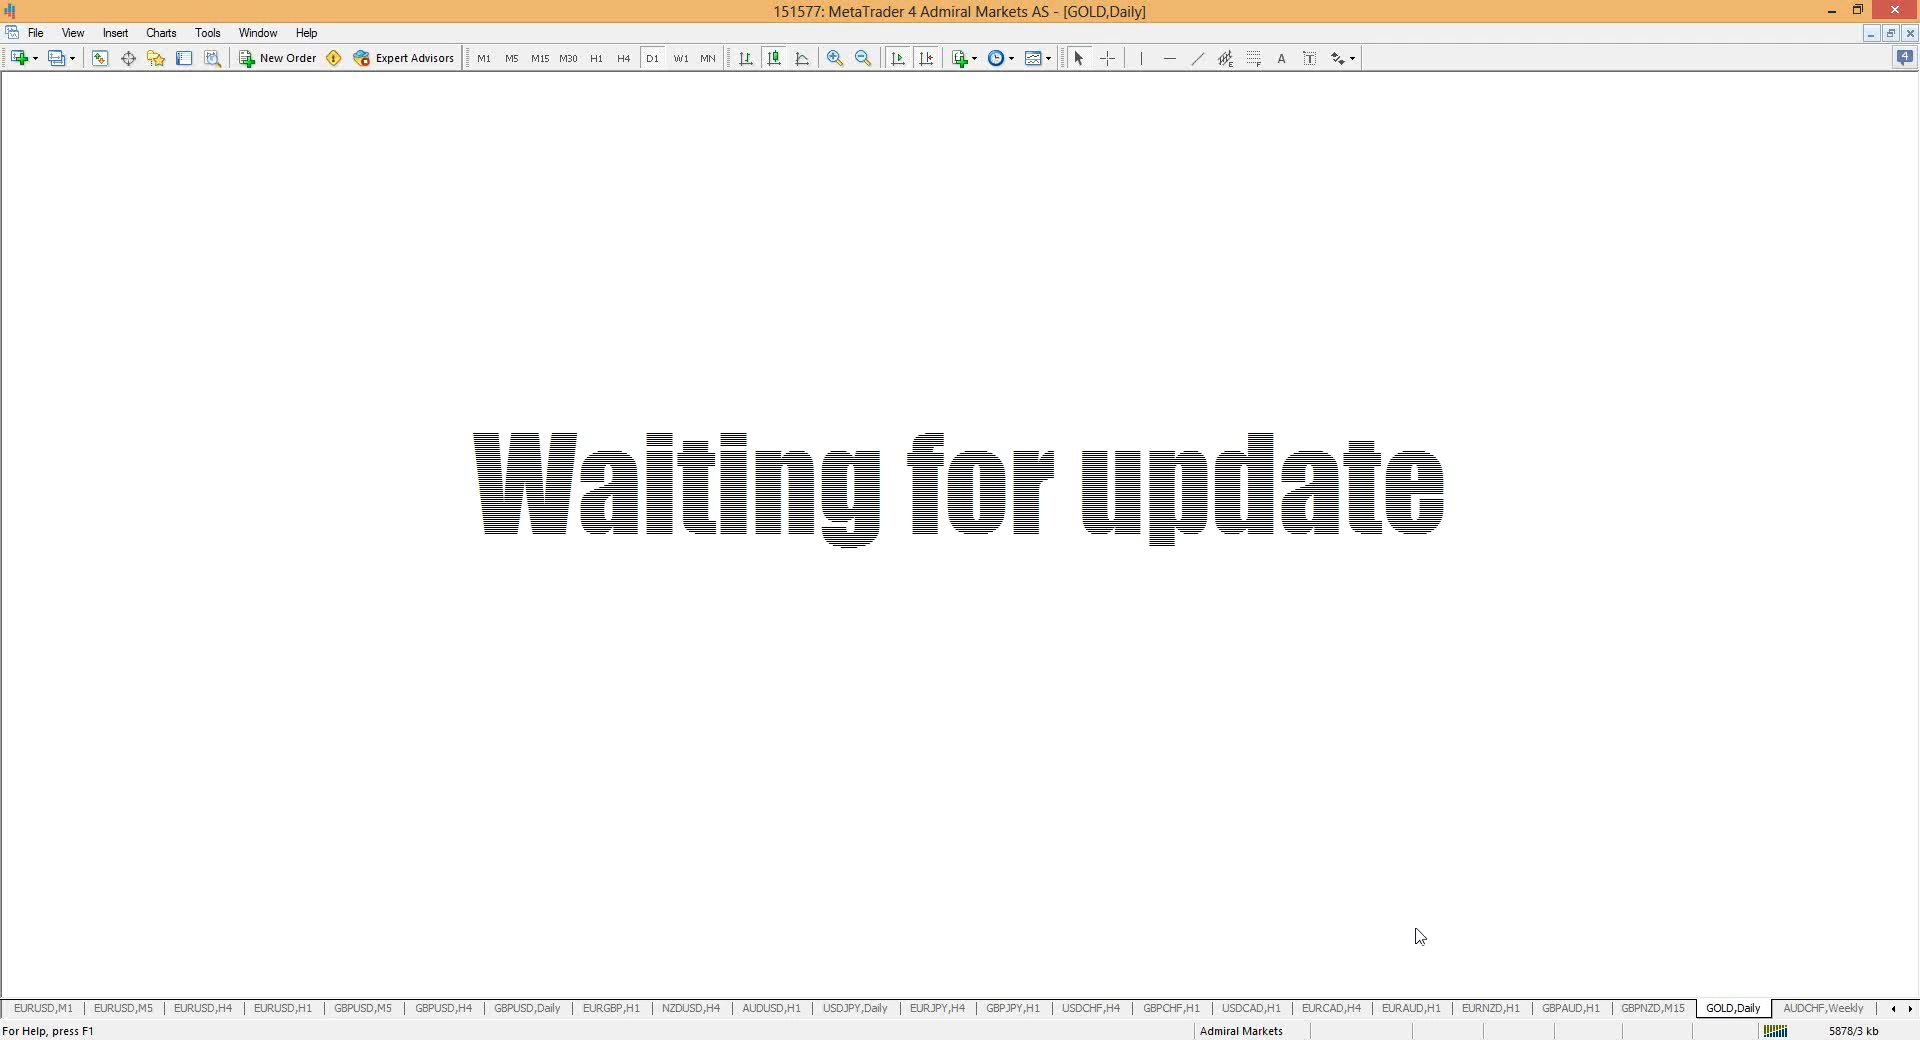 151577: MetaTrader 4 Admiral Markets AS - [GOLD,Daily]
File View Insert Charts Tools Window Help
New Order Expert Advisors M1 M5 M15 M30 H1 H4 D1 W1 MN A T 4
Waiting for update
EURUSD,M1 EURUSD,M5 EURUSD,H4 EURUSD,H1 GBPUSD,M5 GBPUSD,H4 GBPUSD,Daily EURGBP,H1 NZDUSD,H4 AUDUSD,H1 USDJPY,Daily EURJPY,H4 GBPJPY,H1 USDCHF,H4 GBPCHF,H1 USDCAD,H1 EURCAD,H4 EURAUD,H1 EURNZD,H1 GBPAUD,H1 GBPNZD,M15 GOLD,Daily AUDCHF,Weekly
For Help, press F1 Admiral Markets 5878/3 kb